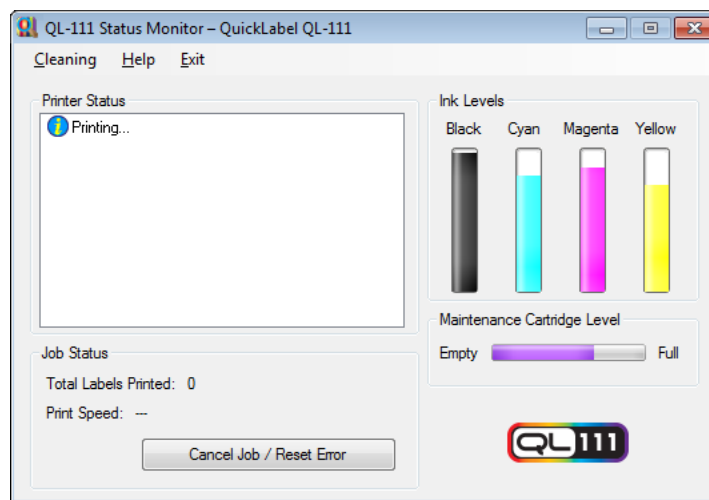 QL-111 Status Monitor – QuickLabel QL-111
Cleaning Help Exit
Printer Status
Printing...
Ink Levels
Black Cyan Magenta Yellow
Maintenance Cartridge Level
Empty Full
Job Status
Total Labels Printed: 0
Print Speed: ---
Cancel Job / Reset Error
QL111